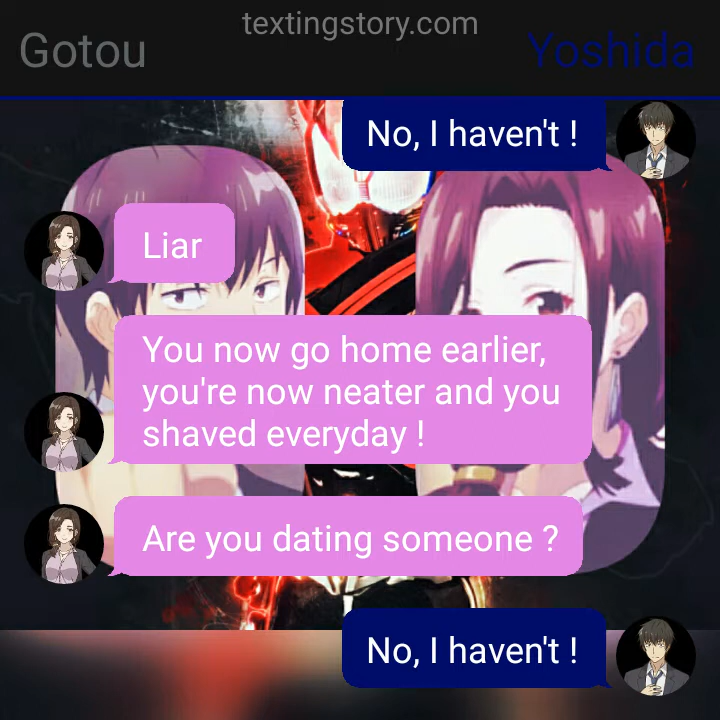 textingstory.com
Gotou
Yoshida
No, I haven't !
Liar
You now go home earlier,
you're now neater and you
shaved everyday !
Are you dating someone ?
No, I haven't !